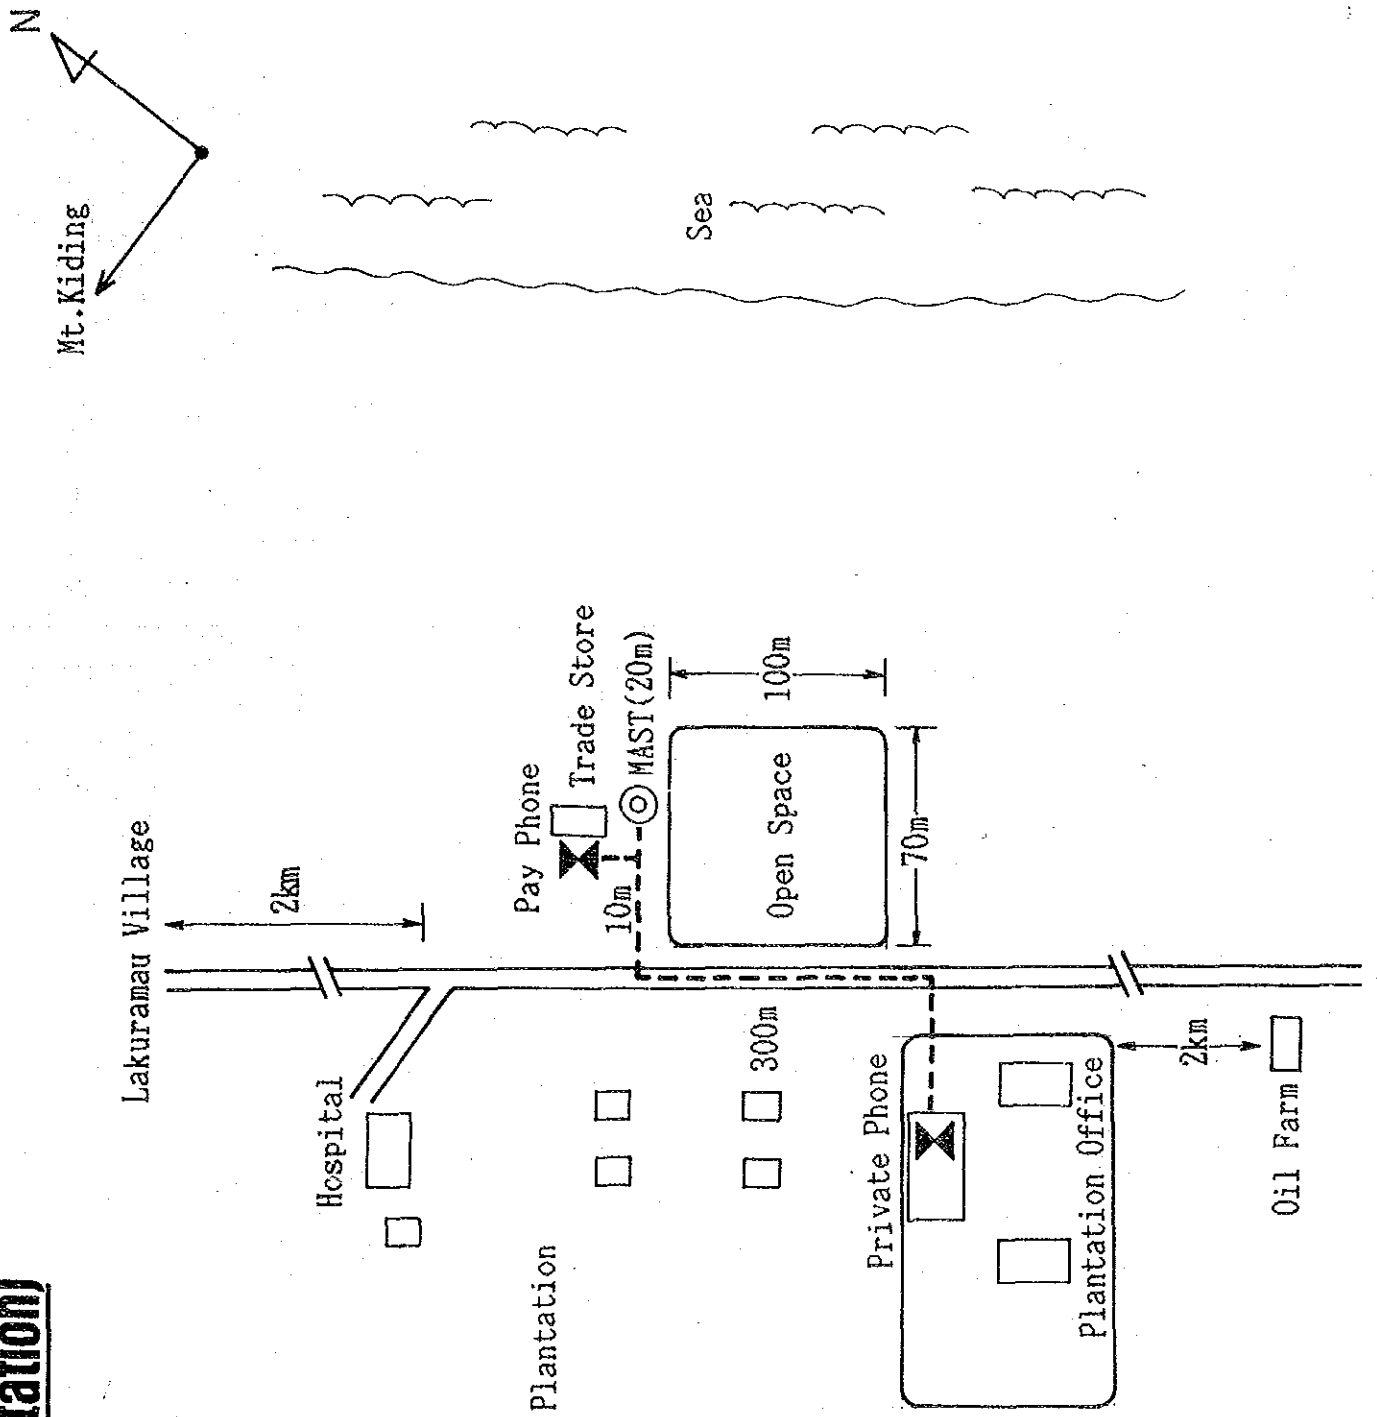 tation)
N
Mt.Kiding
Lakuramau Village
2km
Hospital
Plantation
Pay Phone
Trade Store
10m
MAST(20m)
300m
Open Space
100m
70m
Sea
Private Phone
Plantation Office
2km
Oil Farm